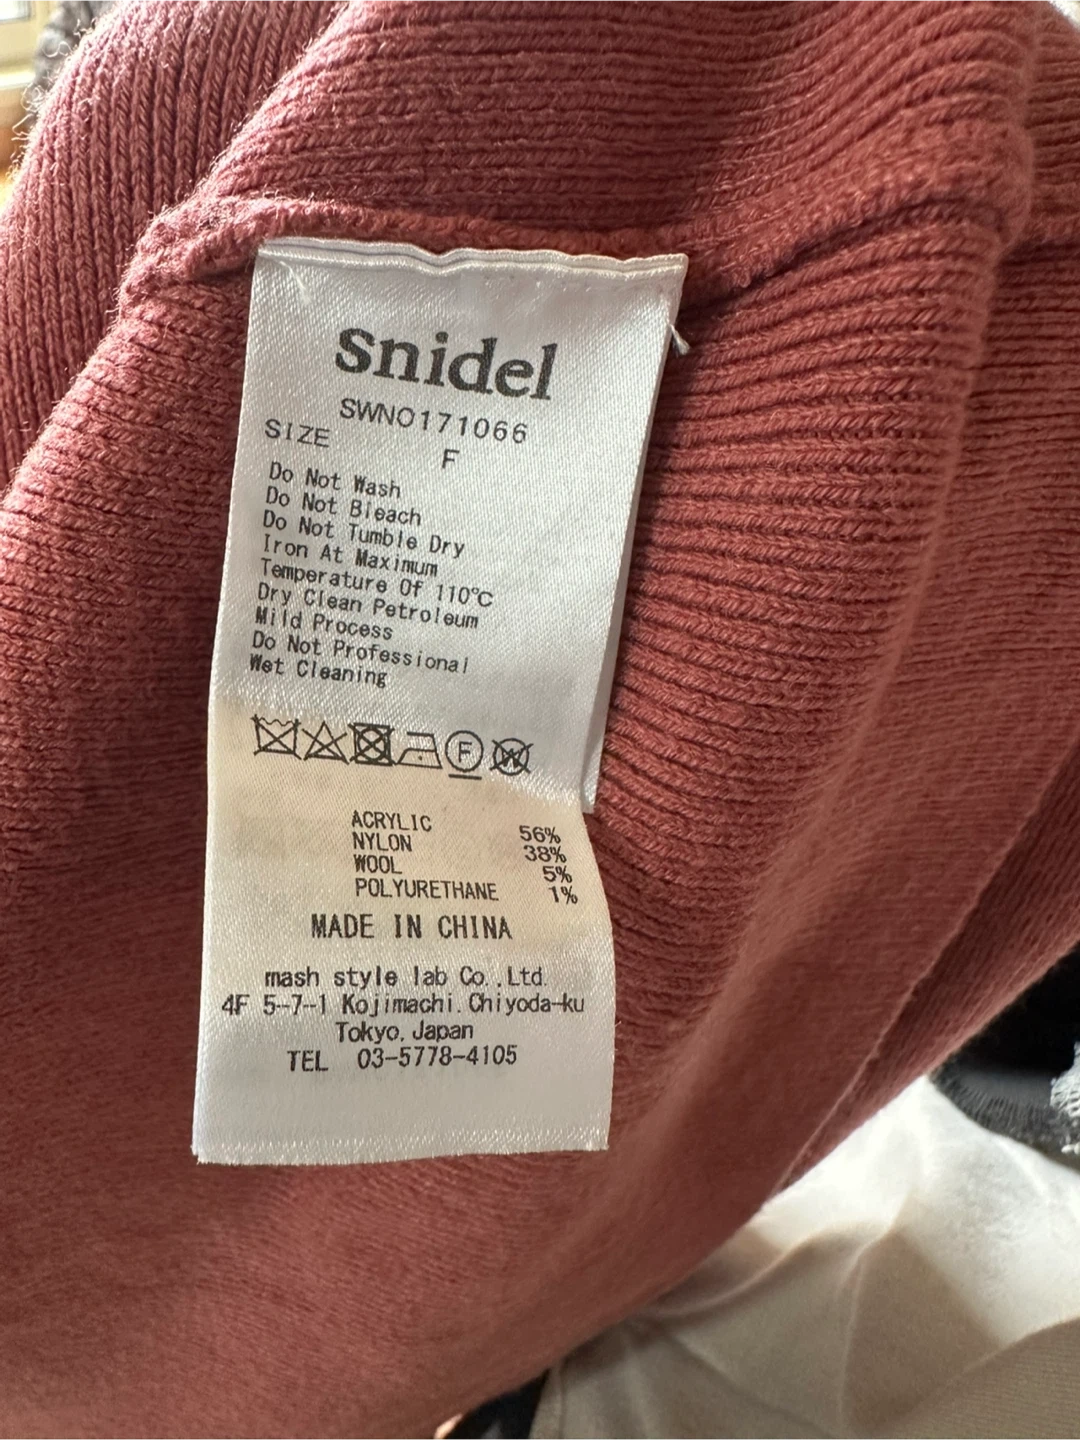 snidel
SWNO171066
SIZE
F
Do Not Wash
Do Not Bleach
Do Not Tumble Dry
Iron At Maximum
Temperature Of 110℃
Dry Clean Petroleum
Mild Process
Do Not Professional
Wet Cleaning
F W
ACRYLIC 56%
NYLON 38%
WOOL 5%
POLYURETHANE 1%
MADE IN CHINA
mash style lab Co.,Ltd.
4F 5-7-1 Kojimachi.Chiyoda-ku
Tokyo,Japan
TEL 03-5778-4105